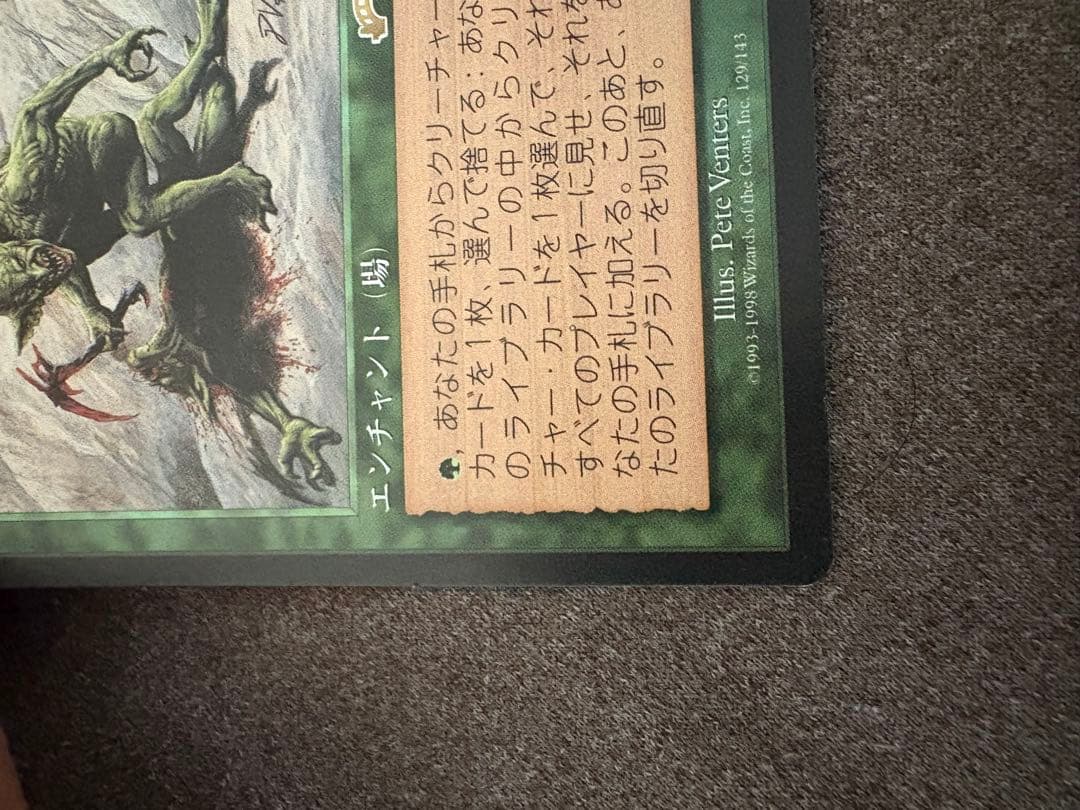 エンチャント（場）
, あなたの手札からクリーチャー
カードを１枚、選んで捨てる：あな
のライブラリーの中からクリ
チャー・カードを１枚選んで、それ
すべてのプレイヤーに見せ、それを
なたの手札に加える。このあと、
たのライブラリーを切り直す。
Illus. Pete Venters
©1993-1998 Wizards of the Coast, Inc. 129/143